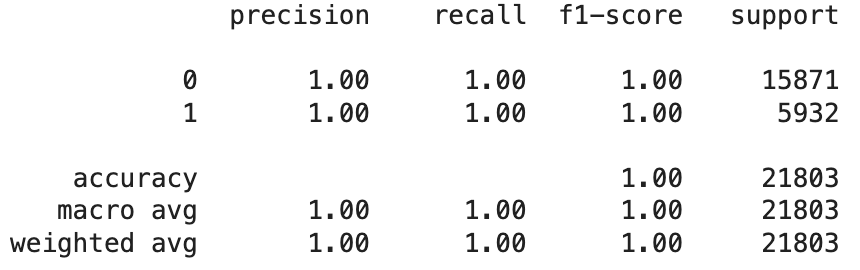 precision recall f1-score support
0 1.00 1.00 1.00 15871
1 1.00 1.00 1.00 5932
accuracy 1.00 21803
macro avg 1.00 1.00 1.00 21803
weighted avg 1.00 1.00 1.00 21803